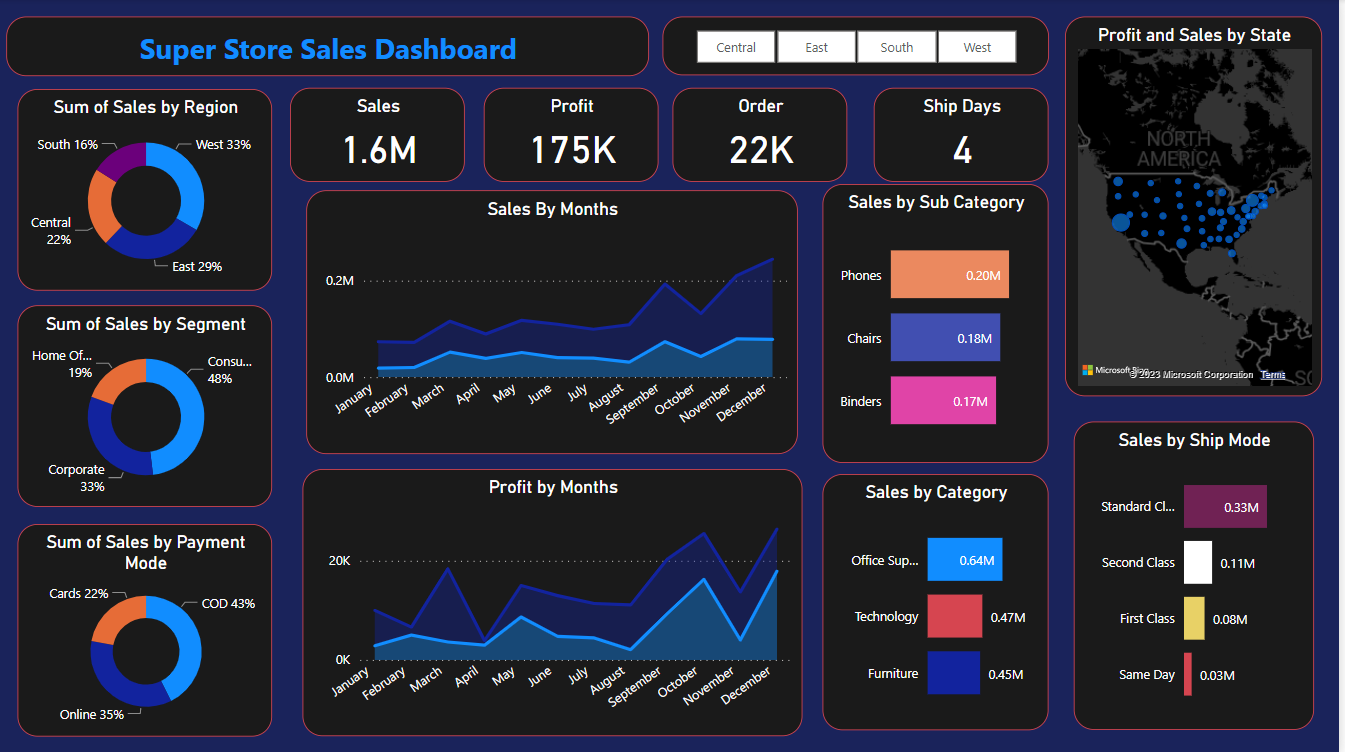 Super Store Sales Dashboard
Central
East
South
West
Profit and Sales by State
NORTH
AMERICA
Microsoft Bing
© 2023 Microsoft Corporation
Terms
Sum of Sales by Region
South 16%
West 33%
Central
22%
East 29%
Sales
1.6M
Profit
175K
Order
22K
Ship Days
4
Sales By Months
0.2M
0.0M
January
February
March
April
May
June
July
August
September
October
November
December
Sales by Sub Category
Phones
0.20M
Chairs
0.18M
Binders
0.17M
Sum of Sales by Segment
Home Of...
19%
Consu...
48%
Corporate
33%
Profit by Months
20K
0K
January
February
March
April
May
June
July
August
September
October
November
December
Sales by Category
Office Sup...
0.64M
Technology
0.47M
Furniture
0.45M
Sales by Ship Mode
Standard Cl...
0.33M
Second Class
0.11M
First Class
0.08M
Same Day
0.03M
Sum of Sales by Payment
Mode
Cards 22%
COD 43%
Online 35%